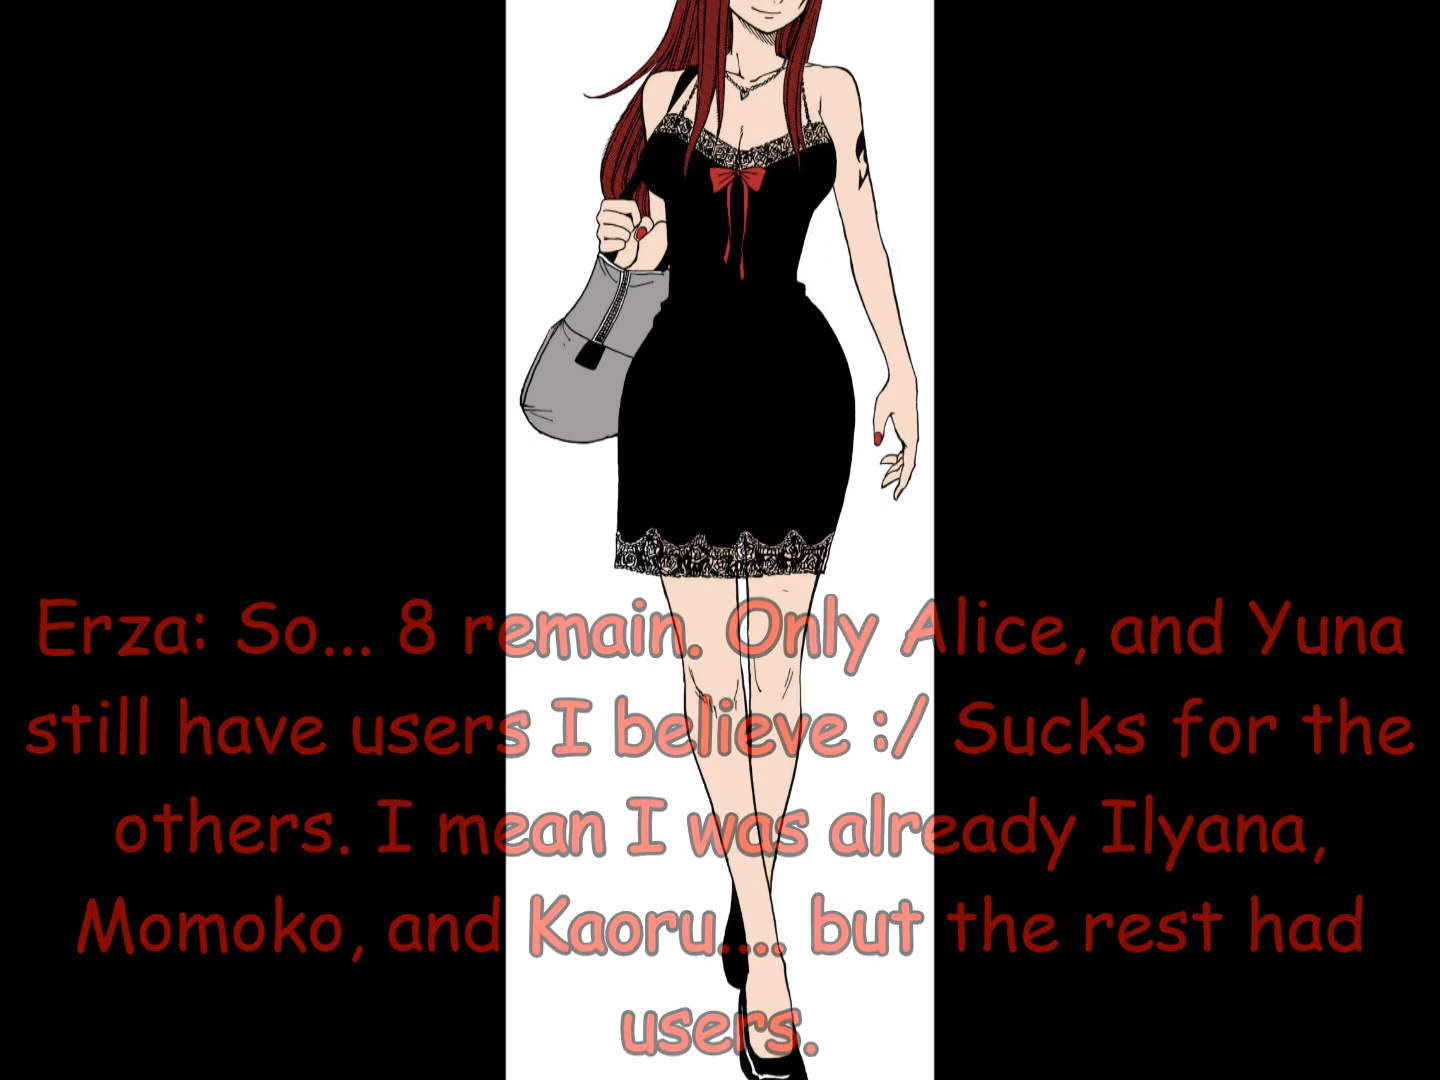 Erza: So... 8 remain. Only Alice, and Yuna
still have users I believe :/ Sucks for the
others. I mean I was already Ilyana,
Momoko, and Kaoru.... but the rest had
users.